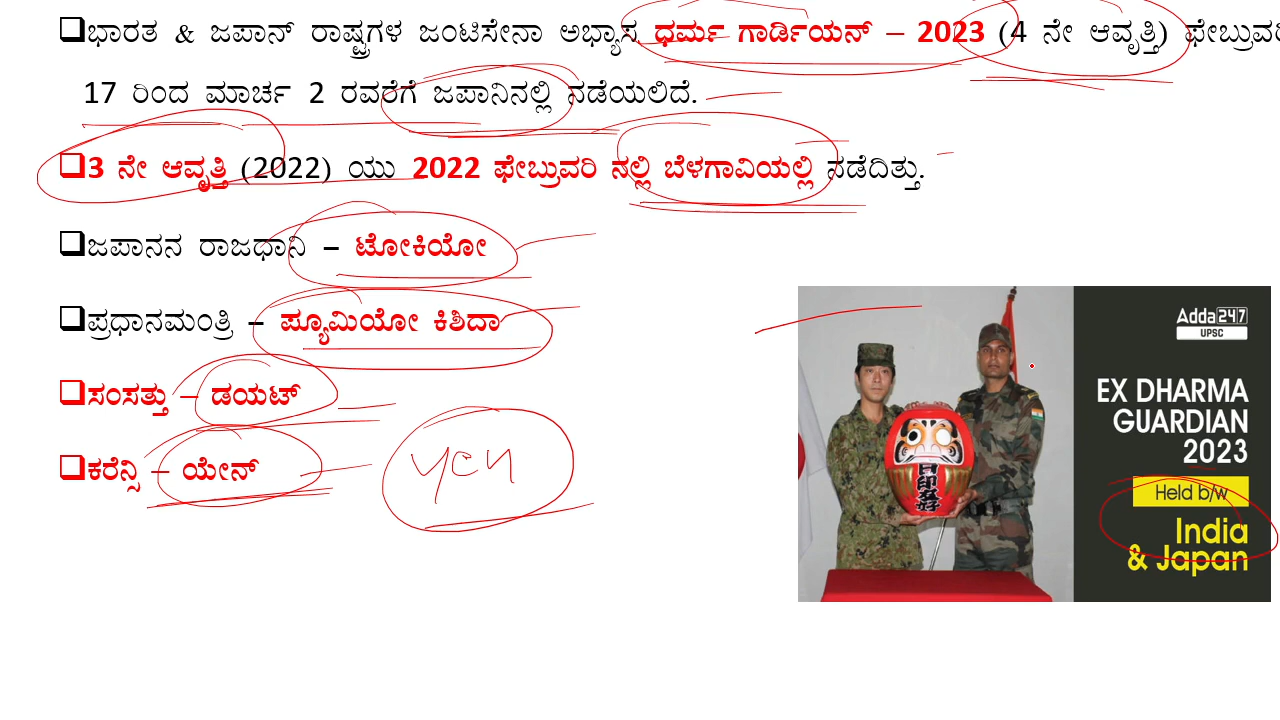 ❑ಭಾರತ & ಜಪಾನ್ ರಾಷ್ಟ್ರಗಳ ಜಂಟಿಸೇನಾ ಅಭ್ಯಾಸ ಧರ್ಮ ಗಾರ್ಡಿಯನ್ – 2023 (4 ನೇ ಆವೃತ್ತಿ)
17 ರಿಂದ ಮಾರ್ಚ 2 ರವರೆಗೆ ಜಪಾನಿನಲ್ಲಿ ನಡೆಯಲಿದೆ.
❑3 ನೇ ಆವೃತ್ತಿ (2022) ಯು 2022 ಫೇಬ್ರುವರಿ ನಲ್ಲಿ ಬೆಳಗಾವಿಯಲ್ಲಿ ನಡೆದಿತ್ತು.
❑ಜಪಾನನ ರಾಜಧಾನಿ – ಟೋಕಿಯೋ
❑ಪ್ರಧಾನಮಂತ್ರಿ – ಪ್ಯೂಮಿಯೋ ಕಿಶಿದಾ
❑ಸಂಸತ್ತು – ಡಯಟ್
❑ಕರೆನ್ಸಿ – ಯೇನ್
yen
Adda247
UPSC
EX DHARMA
GUARDIAN
2023
Held b/w
India
& Japan